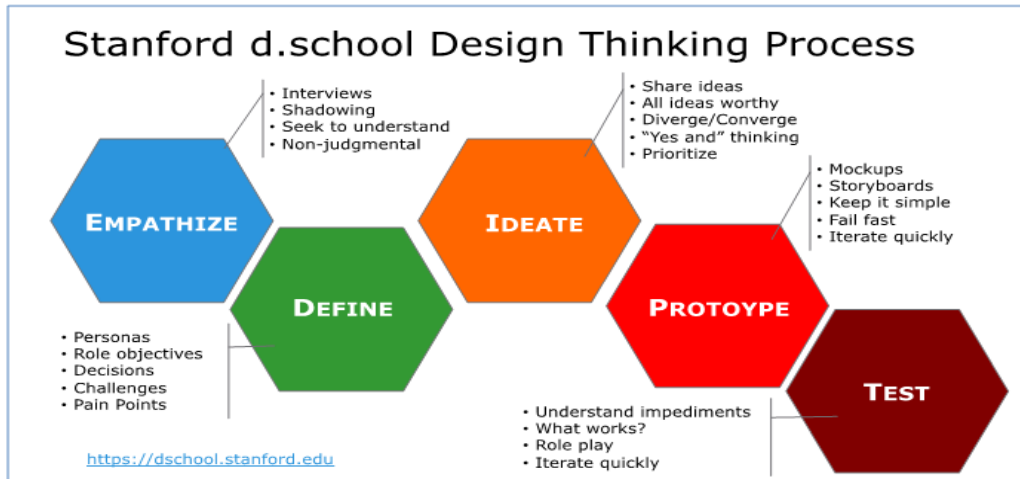 Stanford d.school Design Thinking Process
• Interviews
• Shadowing
• Seek to understand
• Non-judgmental
• Share ideas
• All ideas worthy
• Diverge/Converge
• “Yes and” thinking
• Prioritize
• Mockups
• Storyboards
• Keep it simple
• Fail fast
• Iterate quickly
EMPATHIZE
DEFINE
IDEATE
PROTOYPE
TEST
• Personas
• Role objectives
• Decisions
• Challenges
• Pain Points
• Understand impediments
• What works?
• Role play
• Iterate quickly
https://dschool.stanford.edu